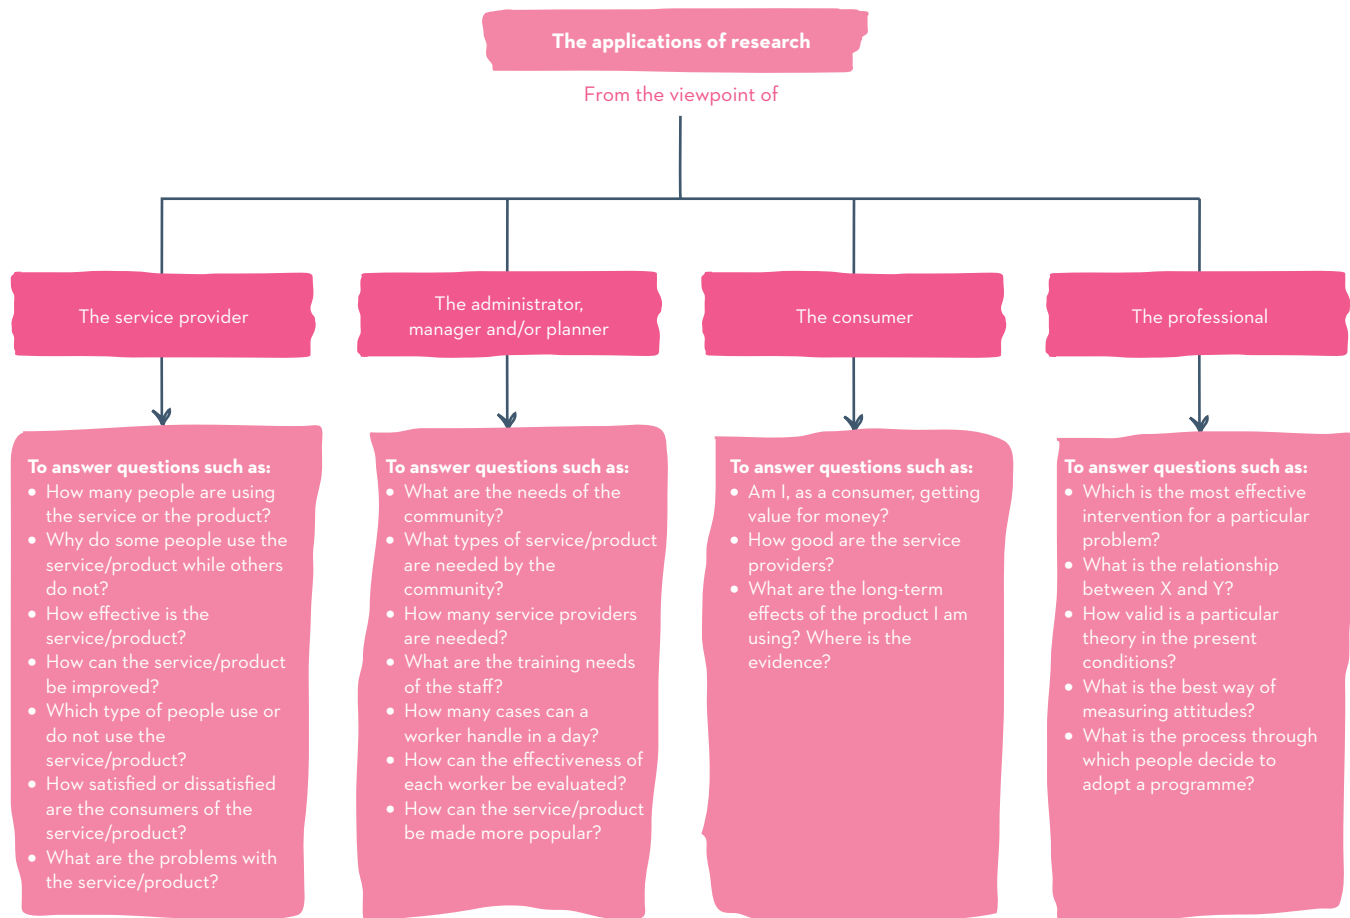 The applications of research
From the viewpoint of
The service provider
The administrator,
manager and/or planner
The consumer
The professional
To answer questions such as:
• How many people are using
the service or the product?
• Why do some people use the
service/product while others
do not?
• How effective is the
service/product?
• How can the service/product
be improved?
• Which type of people use or
do not use the
service/product?
• How satisfied or dissatisfied
are the consumers of the
service/product?
• What are the problems with
the service/product?
To answer questions such as:
• What are the needs of the
community?
• What types of service/product
are needed by the
community?
• How many service providers
are needed?
• What are the training needs
of the staff?
• How many cases can a
worker handle in a day?
• How can the effectiveness of
each worker be evaluated?
• How can the service/product
be made more popular?
To answer questions such as:
• Am I, as a consumer, getting
value for money?
• How good are the service
providers?
• What are the long-term
effects of the product I am
using? Where is the
evidence?
To answer questions such as:
• Which is the most effective
intervention for a particular
problem?
• What is the relationship
between X and Y?
• How valid is a particular
theory in the present
conditions?
• What is the best way of
measuring attitudes?
• What is the process through
which people decide to
adopt a programme?